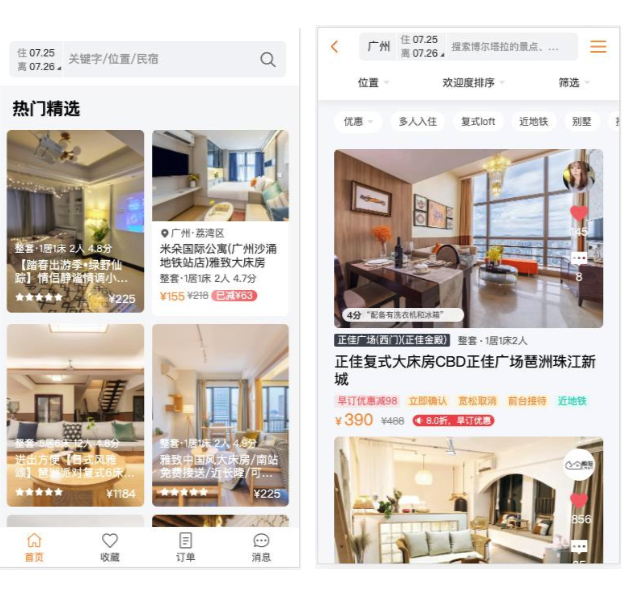 住 07.25
离 07.26
关键字/位置/民宿
热门精选
整套·1居1床 2人 4.8分
【踏春出游季•绿野仙
踪】情侣静谧情调小...
¥225
广州·荔湾区
米朵国际公寓(广州沙涌
地铁站店)雅致大床房
整套·1居1床 2人 4.7分
¥155 ¥218 已减¥63
整套·5居6床 12人 4.8分
进出方便【日式风雅
颂】琶洲派对复式6床...
¥1184
整套·1居1床 2人 4.9分
雅致中国风大床房/南站
免费接送/近长隆/可...
¥225
首页
收藏
订单
消息
广州
住 07.25
离 07.26
搜索博尔塔拉的景点、...
位置
欢迎度排序
筛选
优惠
多人入住
复式loft
近地铁
别墅
145
8
4分 “配备有洗衣机和冰箱”
正佳广场(西门)(正佳金殿) 整套·1居1床2人
正佳复式大床房CBD正佳广场琶洲珠江新
城
早订优惠减98 立即确认 宽松取消 前台接待 近地铁
¥390 ¥488 8.0折，早订优惠
856